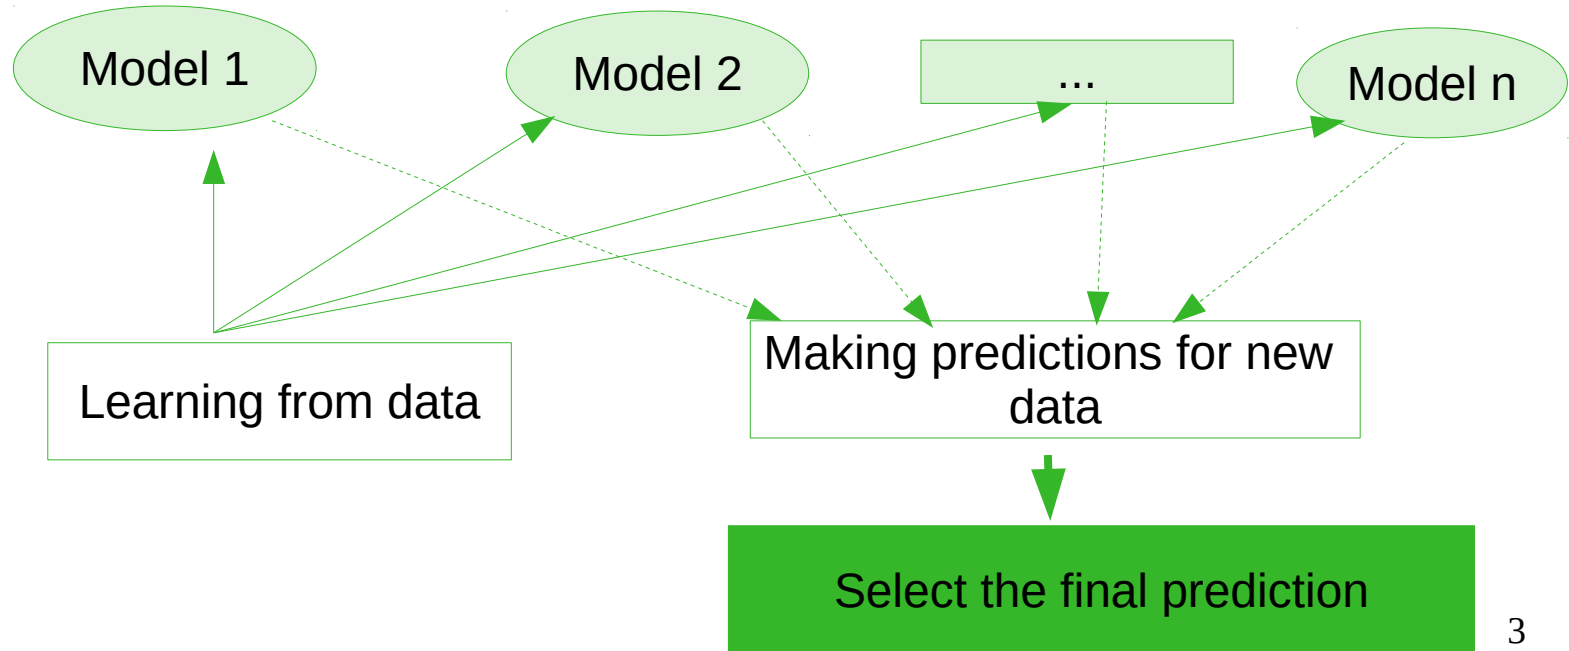 Model 1
Model 2
...
Model n
Learning from data
Making predictions for new
data
Select the final prediction
3